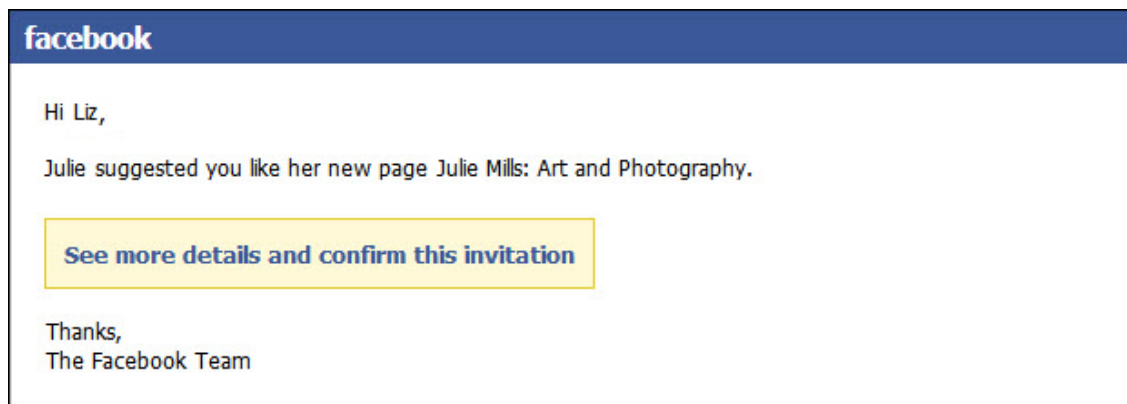 facebook
Hi Liz,
Julie suggested you like her new page Julie Mills: Art and Photography.
See more details and confirm this invitation
Thanks,
The Facebook Team